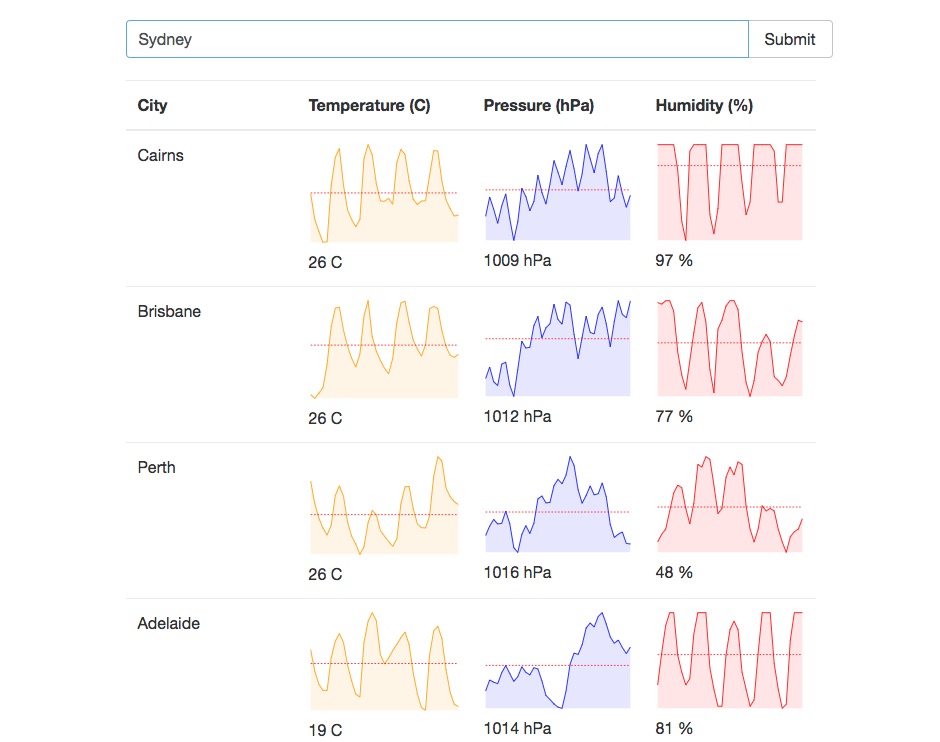 Sydney Submit
City Temperature (C) Pressure (hPa) Humidity (%)
Cairns
26 C 1009 hPa 97 %
Brisbane
26 C 1012 hPa 77 %
Perth
26 C 1016 hPa 48 %
Adelaide
19 C 1014 hPa 81 %